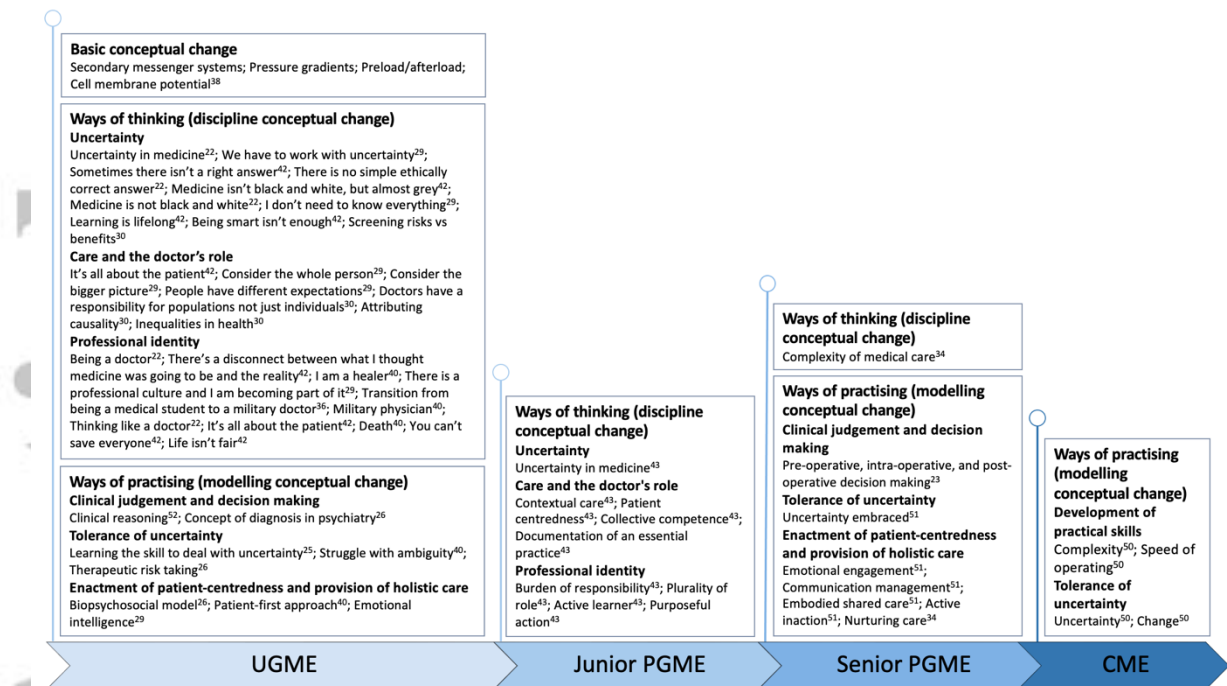 Basic conceptual change
Secondary messenger systems; Pressure gradients; Preload/afterload;
Cell membrane potential³⁸
Ways of thinking (discipline conceptual change)
Uncertainty
Uncertainty in medicine²²; We have to work with uncertainty²⁹;
Sometimes there isn't a right answer⁴²; There is no simple ethically
correct answer²²; Medicine isn't black and white, but almost grey⁴²;
Medicine is not black and white²²; I don't need to know everything²⁹;
Learning is lifelong⁴²; Being smart isn't enough⁴²; Screening risks vs
benefits³⁰
Care and the doctor's role
It's all about the patient⁴²; Consider the whole person²⁹; Consider the
bigger picture²⁹; People have different expectations²⁹; Doctors have a
responsibility for populations not just individuals³⁰; Attributing
causality³⁰; Inequalities in health³⁰
Professional identity
Being a doctor²²; There's a disconnect between what I thought
medicine was going to be and the reality⁴²; I am a healer⁴⁰; There is a
professional culture and I am becoming part of it²⁹; Transition from
being a medical student to a military doctor³⁶; Military physician⁴⁰;
Thinking like a doctor²²; It's all about the patient⁴²; Death⁴⁰; You can't
save everyone⁴²; Life isn't fair⁴²
Ways of practising (modelling conceptual change)
Clinical judgement and decision making
Clinical reasoning⁵²; Concept of diagnosis in psychiatry²⁶
Tolerance of uncertainty
Learning the skill to deal with uncertainty²⁵; Struggle with ambiguity⁴⁰;
Therapeutic risk taking²⁶
Enactment of patient-centredness and provision of holistic care
Biopsychosocial model²⁶; Patient-first approach⁴⁰; Emotional
intelligence²⁹
Ways of thinking (discipline
conceptual change)
Uncertainty
Uncertainty in medicine⁴³
Care and the doctor's role
Contextual care⁴³; Patient
centredness⁴³; Collective competence⁴³;
Documentation of an essential
practice⁴³
Professional identity
Burden of responsibility⁴³; Plurality of
role⁴³; Active learner⁴³; Purposeful
action⁴³
Ways of thinking (discipline
conceptual change)
Complexity of medical care³⁴
Ways of practising (modelling
conceptual change)
Clinical judgement and decision
making
Pre-operative, intra-operative, and post-
operative decision making²³
Tolerance of uncertainty
Uncertainty embraced⁵¹
Enactment of patient-centredness
and provision of holistic care
Emotional engagement⁵¹;
Communication management⁵¹;
Embodied shared care⁵¹; Active
inaction⁵¹; Nurturing care³⁴
Ways of practising
(modelling
conceptual change)
Development of
practical skills
Complexity⁵⁰; Speed of
operating⁵⁰
Tolerance of
uncertainty
Uncertainty⁵⁰; Change⁵⁰
UGME
Junior PGME
Senior PGME
CME